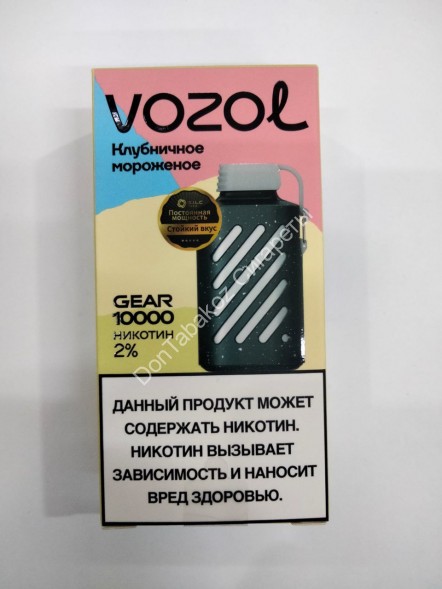 VOZOL
Клубничное
мороженое
Постоянная
мощность
Стойкий вкус
GEAR
10000
НИКОТИН
2%
DonTabakoz Сигареты
ДАННЫЙ ПРОДУКТ МОЖЕТ
СОДЕРЖАТЬ НИКОТИН.
НИКОТИН ВЫЗЫВАЕТ
ЗАВИСИМОСТЬ И НАНОСИТ
ВРЕД ЗДОРОВЬЮ.